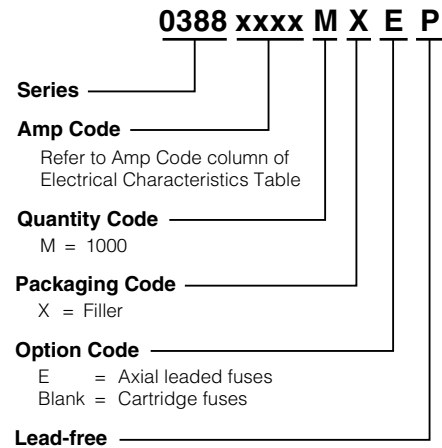 0388 xxxx M X E P
Series
Amp Code
Refer to Amp Code column of
Electrical Characteristics Table
Quantity Code
M = 1000
Packaging Code
X = Filler
Option Code
E = Axial leaded fuses
Blank = Cartridge fuses
Lead-free